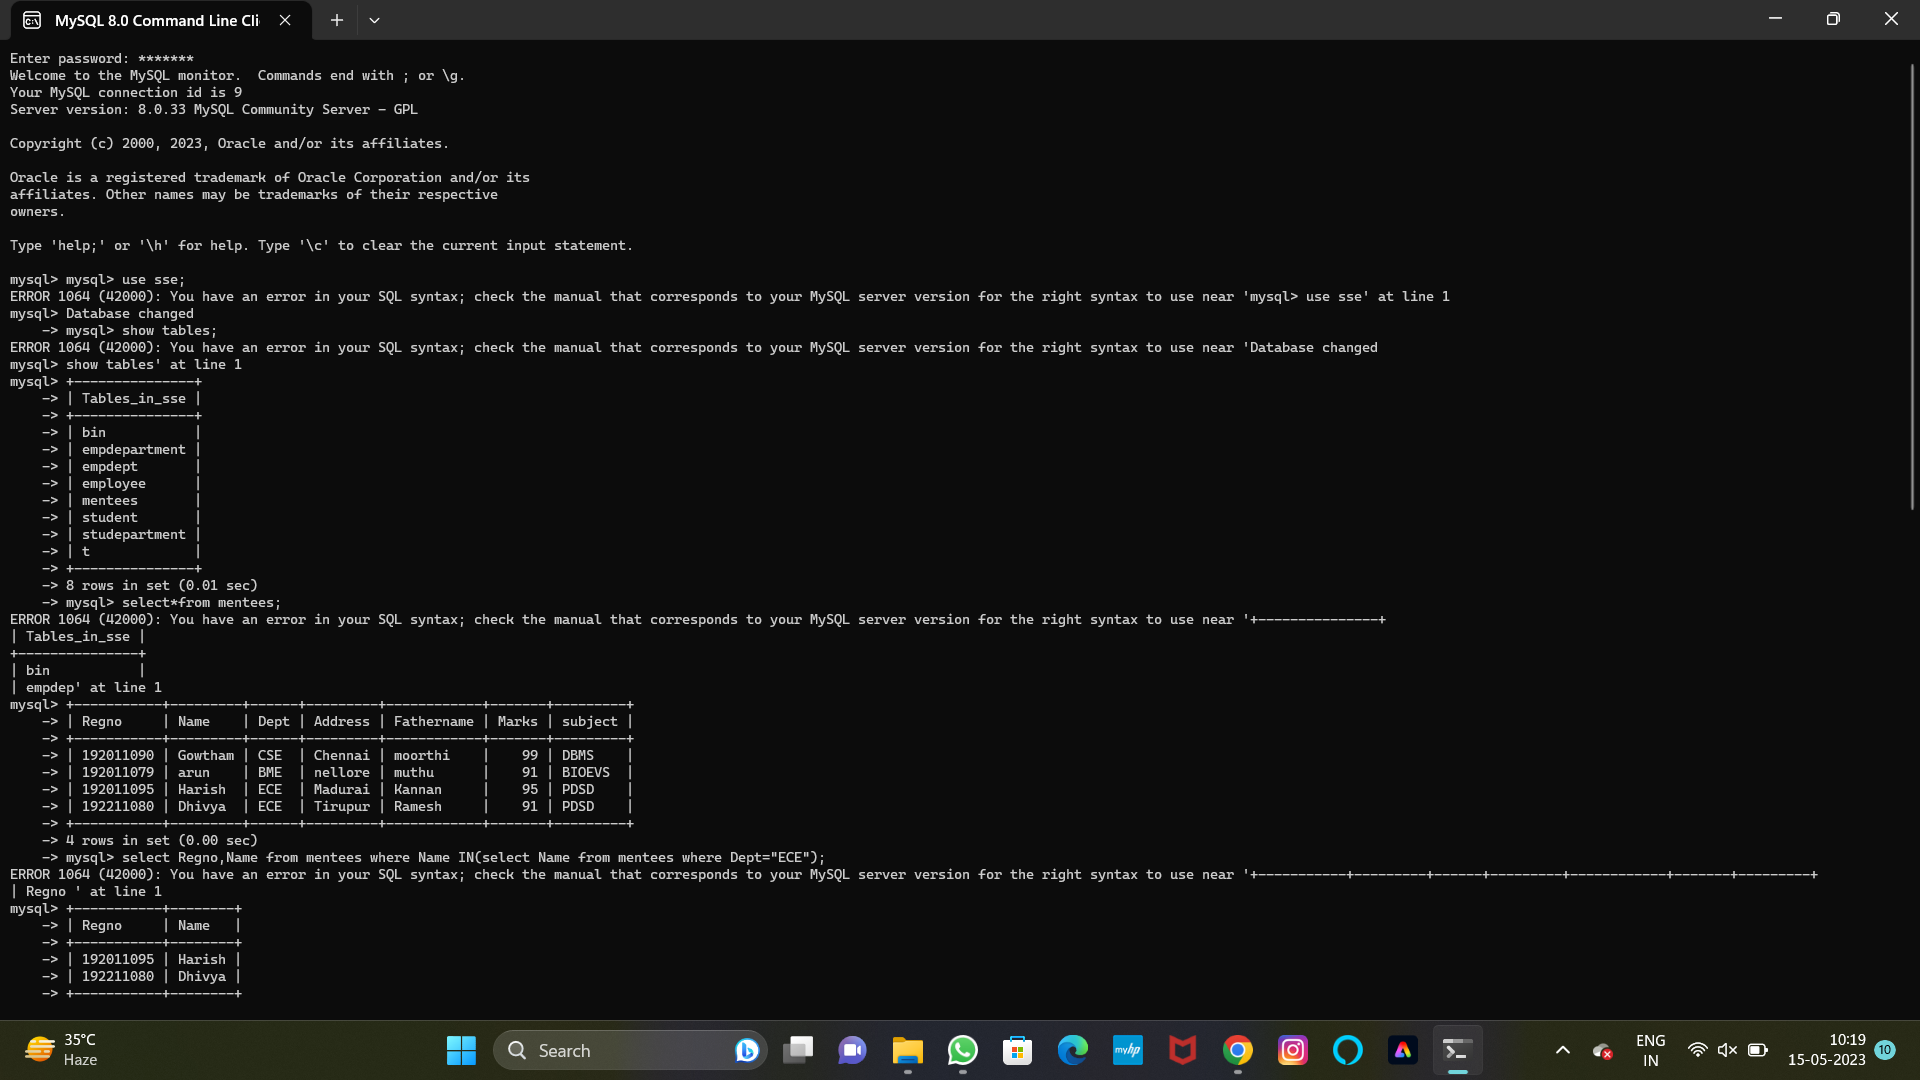 MySQL 8.0 Command Line Cli
Enter password: *******
Welcome to the MySQL monitor.  Commands end with ; or \g.
Your MySQL connection id is 9
Server version: 8.0.33 MySQL Community Server - GPL
Copyright (c) 2000, 2023, Oracle and/or its affiliates.
Oracle is a registered trademark of Oracle Corporation and/or its
affiliates. Other names may be trademarks of their respective
owners.
Type 'help;' or '\h' for help. Type '\c' to clear the current input statement.
mysql> mysql> use sse;
ERROR 1064 (42000): You have an error in your SQL syntax; check the manual that corresponds to your MySQL server version for the right syntax to use near 'mysql> use sse' at line 1
mysql> Database changed
    -> mysql> show tables;
ERROR 1064 (42000): You have an error in your SQL syntax; check the manual that corresponds to your MySQL server version for the right syntax to use near 'Database changed
mysql> show tables' at line 1
mysql> +---------------+
    -> | Tables_in_sse |
    -> +---------------+
    -> | bin           |
    -> | empdepartment |
    -> | empdept       |
    -> | employee      |
    -> | mentees       |
    -> | student       |
    -> | studepartment |
    -> | t             |
    -> +---------------+
    -> 8 rows in set (0.01 sec)
    -> mysql> select*from mentees;
ERROR 1064 (42000): You have an error in your SQL syntax; check the manual that corresponds to your MySQL server version for the right syntax to use near '+---------------+
| Tables_in_sse |
+---------------+
| bin           |
| empdep' at line 1
mysql> +-----------+---------+------+---------+------------+-------+---------+
    -> | Regno     | Name    | Dept | Address | Fathername | Marks | subject |
    -> +-----------+---------+------+---------+------------+-------+---------+
    -> | 192011090 | Gowtham | CSE  | Chennai | moorthi    |    99 | DBMS    |
    -> | 192011079 | arun    | BME  | nellore | muthu      |    91 | BIOEVS  |
    -> | 192011095 | Harish  | ECE  | Madurai | Kannan     |    95 | PDSD    |
    -> | 192211080 | Dhivya  | ECE  | Tirupur | Ramesh     |    91 | PDSD    |
    -> +-----------+---------+------+---------+------------+-------+---------+
    -> 4 rows in set (0.00 sec)
    -> mysql> select Regno,Name from mentees where Name IN(select Name from mentees where Dept="ECE");
ERROR 1064 (42000): You have an error in your SQL syntax; check the manual that corresponds to your MySQL server version for the right syntax to use near '+-----------+---------+------+---------+------------+-------+---------+
| Regno ' at line 1
mysql> +-----------+--------+
    -> | Regno     | Name   |
    -> +-----------+--------+
    -> | 192011095 | Harish |
    -> | 192211080 | Dhivya |
    -> +-----------+--------+
35°C
Haze
Search
myhp
ENG
IN
10:19
15-05-2023
10